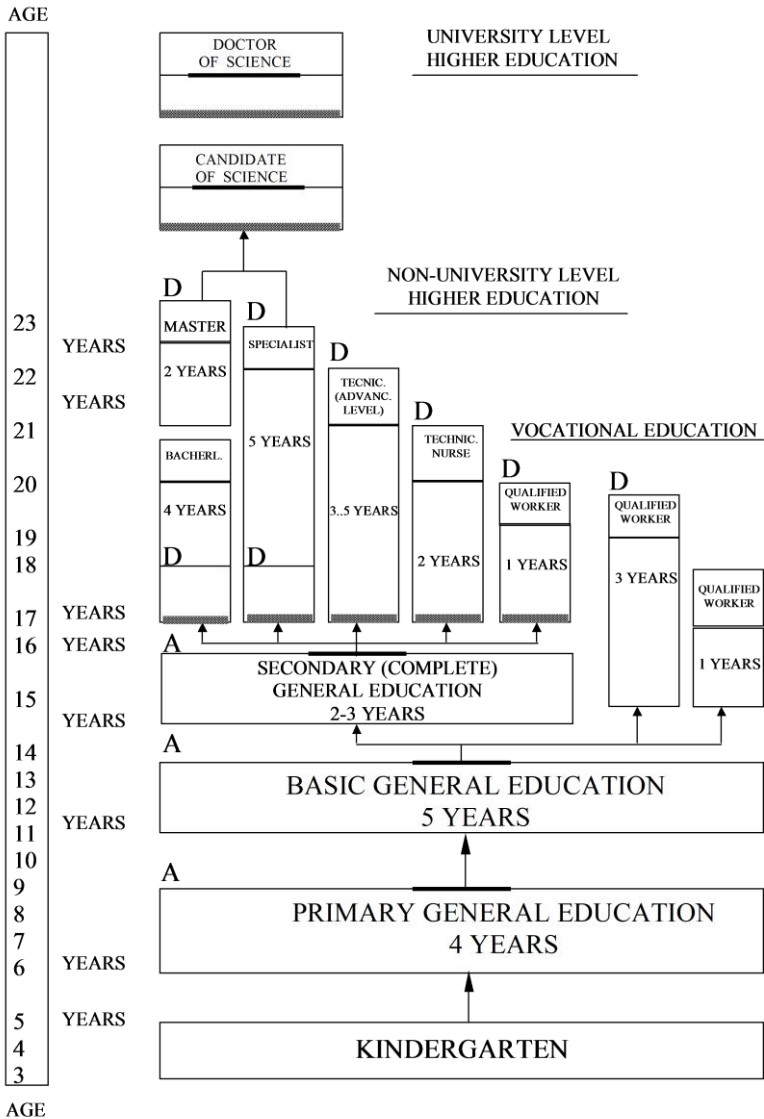 AGE
UNIVERSITY LEVEL
HIGHER EDUCATION
DOCTOR
OF SCIENCE
CANDIDATE
OF SCIENCE
NON-UNIVERSITY LEVEL
HIGHER EDUCATION
D
D
23
MASTER
YEARS
SPECIALIST
D
22
2 YEARS
TECNIC.
(ADVANC.
LEVEL)
YEARS
D
21
VOCATIONAL EDUCATION
BACHERL.
5 YEARS
TECHNIC.
NURSE
D
D
20
QUALIFIED
WORKER
QUALIFIED
WORKER
4 YEARS
3..5 YEARS
19
D
D
18
2 YEARS
1 YEARS
3 YEARS
QUALIFIED
WORKER
17
YEARS
16
YEARS
A
SECONDARY (COMPLETE)
GENERAL EDUCATION
2-3 YEARS
1 YEARS
15
YEARS
A
14
13
BASIC GENERAL EDUCATION
5 YEARS
12
11
YEARS
10
A
9
8
PRIMARY GENERAL EDUCATION
4 YEARS
7
6
YEARS
5
YEARS
4
KINDERGARTEN
3
AGE